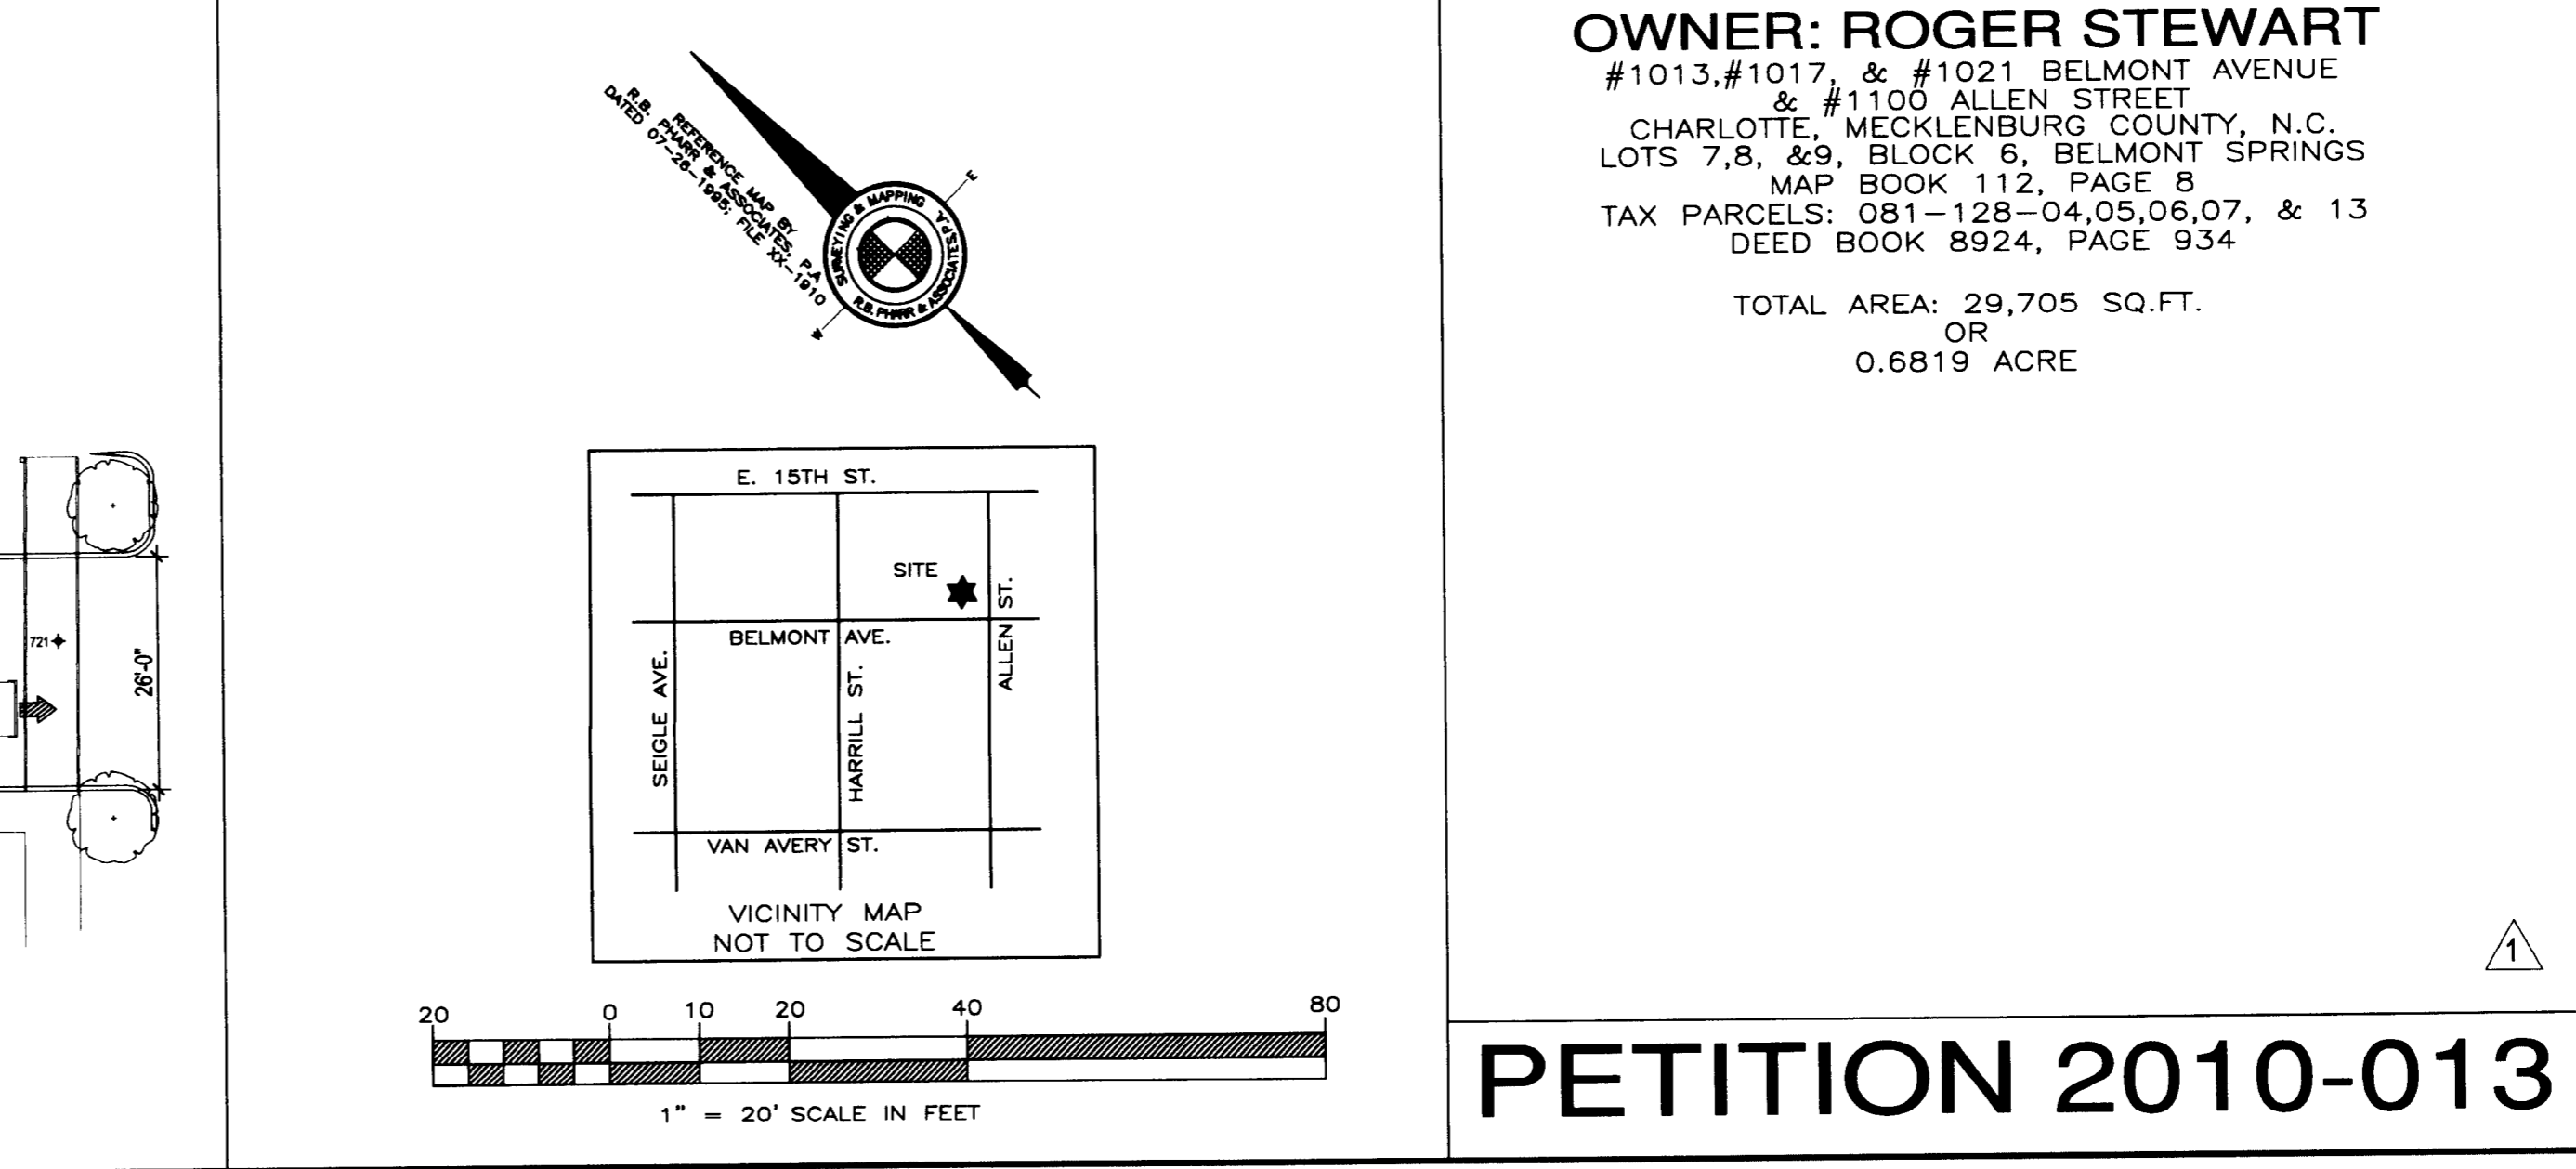 OWNER: ROGER STEWART
#1013,#1017, & #1021 BELMONT AVENUE
& #1100 ALLEN STREET
CHARLOTTE, MECKLENBURG COUNTY, N.C.
LOTS 7,8, &9, BLOCK 6, BELMONT SPRINGS
MAP BOOK 112, PAGE 8
TAX PARCELS: 081-128-04,05,06,07, & 13
DEED BOOK 8924, PAGE 934
TOTAL AREA: 29,705 SQ.FT.
OR
0.6819 ACRE
REFERENCE MAP BY
R.B. PHARR & ASSOCIATES, P.A
DATED 07-26-1995; FILE XX-1910
E
W
SURVEYING & MAPPING
R.B. PHARR & ASSOCIATES,P.A.
721
26'-0"
E. 15TH ST.
SITE
BELMONT AVE.
SEIGLE AVE.
HARRILL ST.
ALLEN ST.
VAN AVERY ST.
VICINITY MAP
NOT TO SCALE
20 0 10 20 40 80
1" = 20' SCALE IN FEET
1
PETITION 2010-013